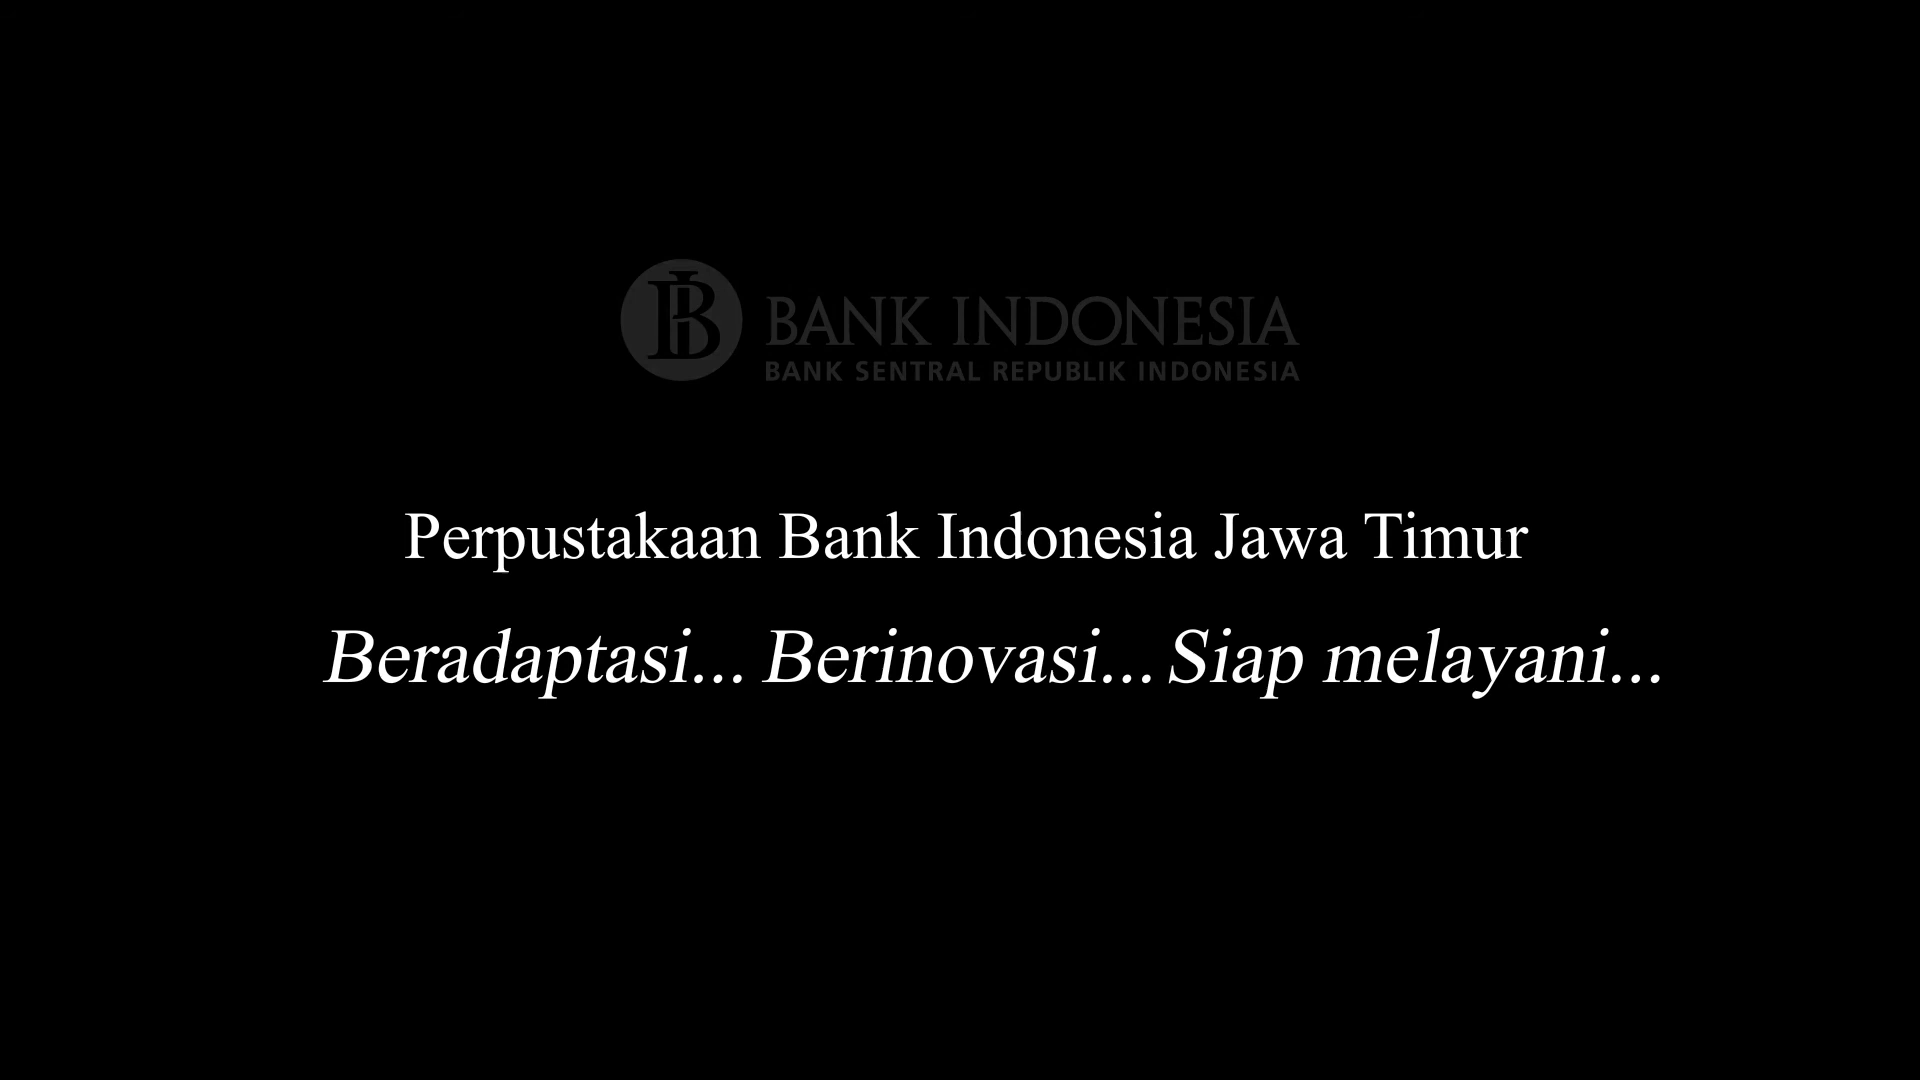 BANK INDONESIA
BANK SENTRAL REPUBLIK INDONESIA
Perpustakaan Bank Indonesia Jawa Timur
Beradaptasi... Berinovasi... Siap melayani...